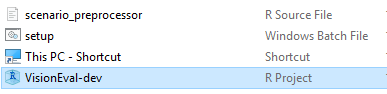 scenario_preprocessor R Source File
setup Windows Batch File
This PC - Shortcut Shortcut
VisionEval-dev R Project